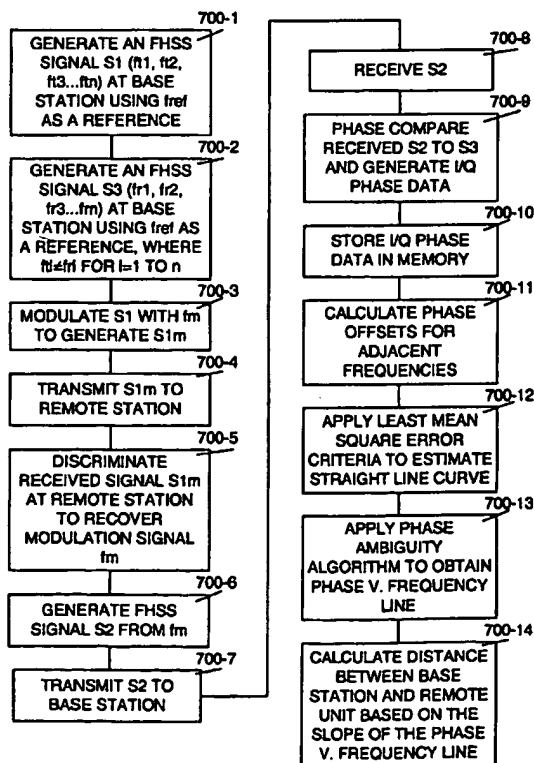 700-1
GENERATE AN FHSS
SIGNAL S1 (ft1, ft2,
ft3...ftn) AT BASE
STATION USING fref
AS A REFERENCE
700-2
GENERATE AN FHSS
SIGNAL S3 (fr1, fr2,
fr3...frn) AT BASE
STATION USING fref AS
A REFERENCE, WHERE
fti≠fri FOR i=1 TO n
700-3
MODULATE S1 WITH fm
TO GENERATE S1m
700-4
TRANSMIT S1m TO
REMOTE STATION
700-5
DISCRIMINATE
RECEIVED SIGNAL S1m
AT REMOTE STATION
TO RECOVER
MODULATION SIGNAL
fm
700-6
GENERATE FHSS
SIGNAL S2 FROM fm
700-7
TRANSMIT S2 TO
BASE STATION
700-8
RECEIVE S2
700-9
PHASE COMPARE
RECEIVED S2 TO S3
AND GENERATE I/Q
PHASE DATA
700-10
STORE I/Q PHASE
DATA IN MEMORY
700-11
CALCULATE PHASE
OFFSETS FOR
ADJACENT
FREQUENCIES
700-12
APPLY LEAST MEAN
SQUARE ERROR
CRITERIA TO ESTIMATE
STRAIGHT LINE CURVE
700-13
APPLY PHASE
AMBIGUITY
ALGORITHM TO OBTAIN
PHASE V. FREQUENCY
LINE
700-14
CALCULATE DISTANCE
BETWEEN BASE
STATION AND REMOTE
UNIT BASED ON THE
SLOPE OF THE PHASE
V. FREQUENCY LINE